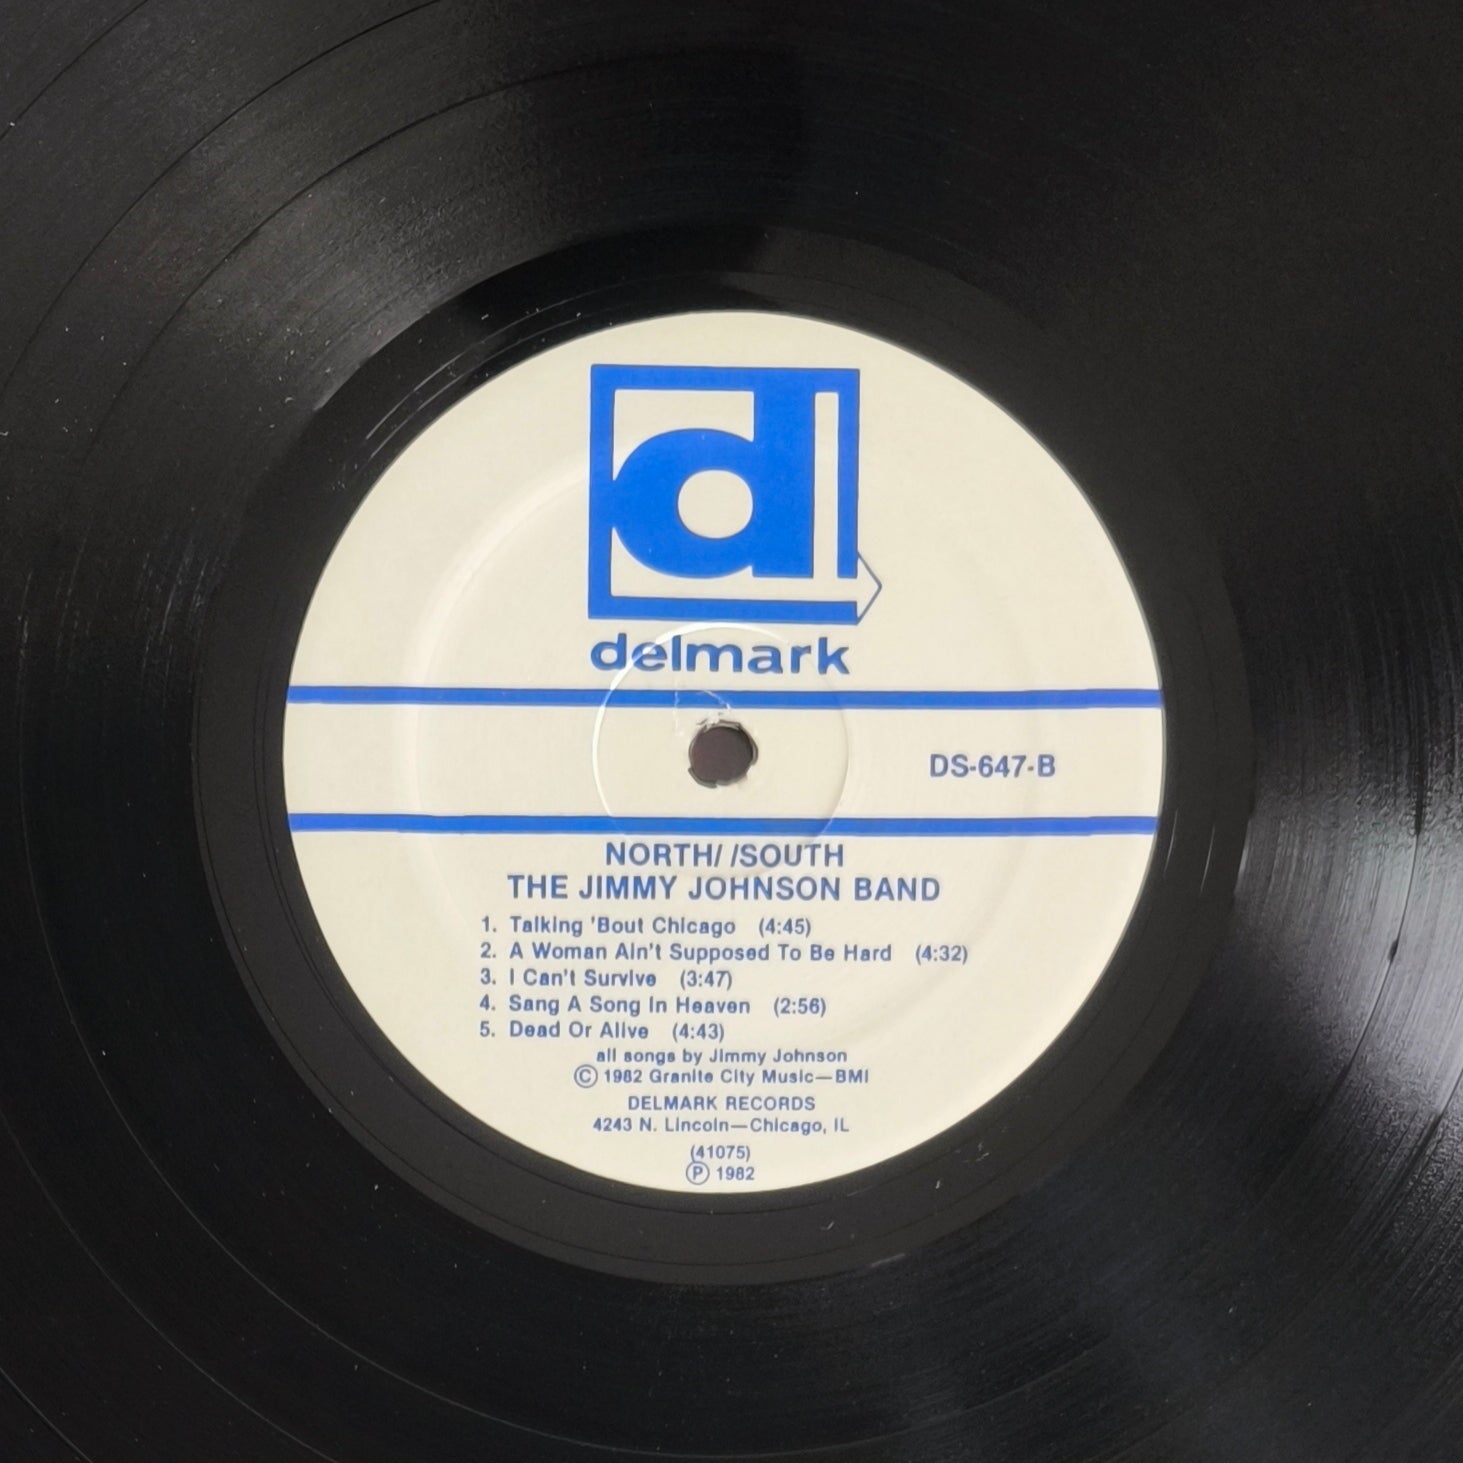 dl
delmark
DS-647-B
NORTH/ /SOUTH
THE JIMMY JOHNSON BAND
1. Talking 'Bout Chicago (4:45)
2. A Woman Ain't Supposed To Be Hard (4:32)
3. I Can't Survive (3:47)
4. Sang A Song In Heaven (2:56)
5. Dead Or Alive (4:43)
all songs by Jimmy Johnson
© 1982 Granite City Music—BMI
DELMARK RECORDS
4243 N. Lincoln—Chicago, IL
(41075)
℗ 1982